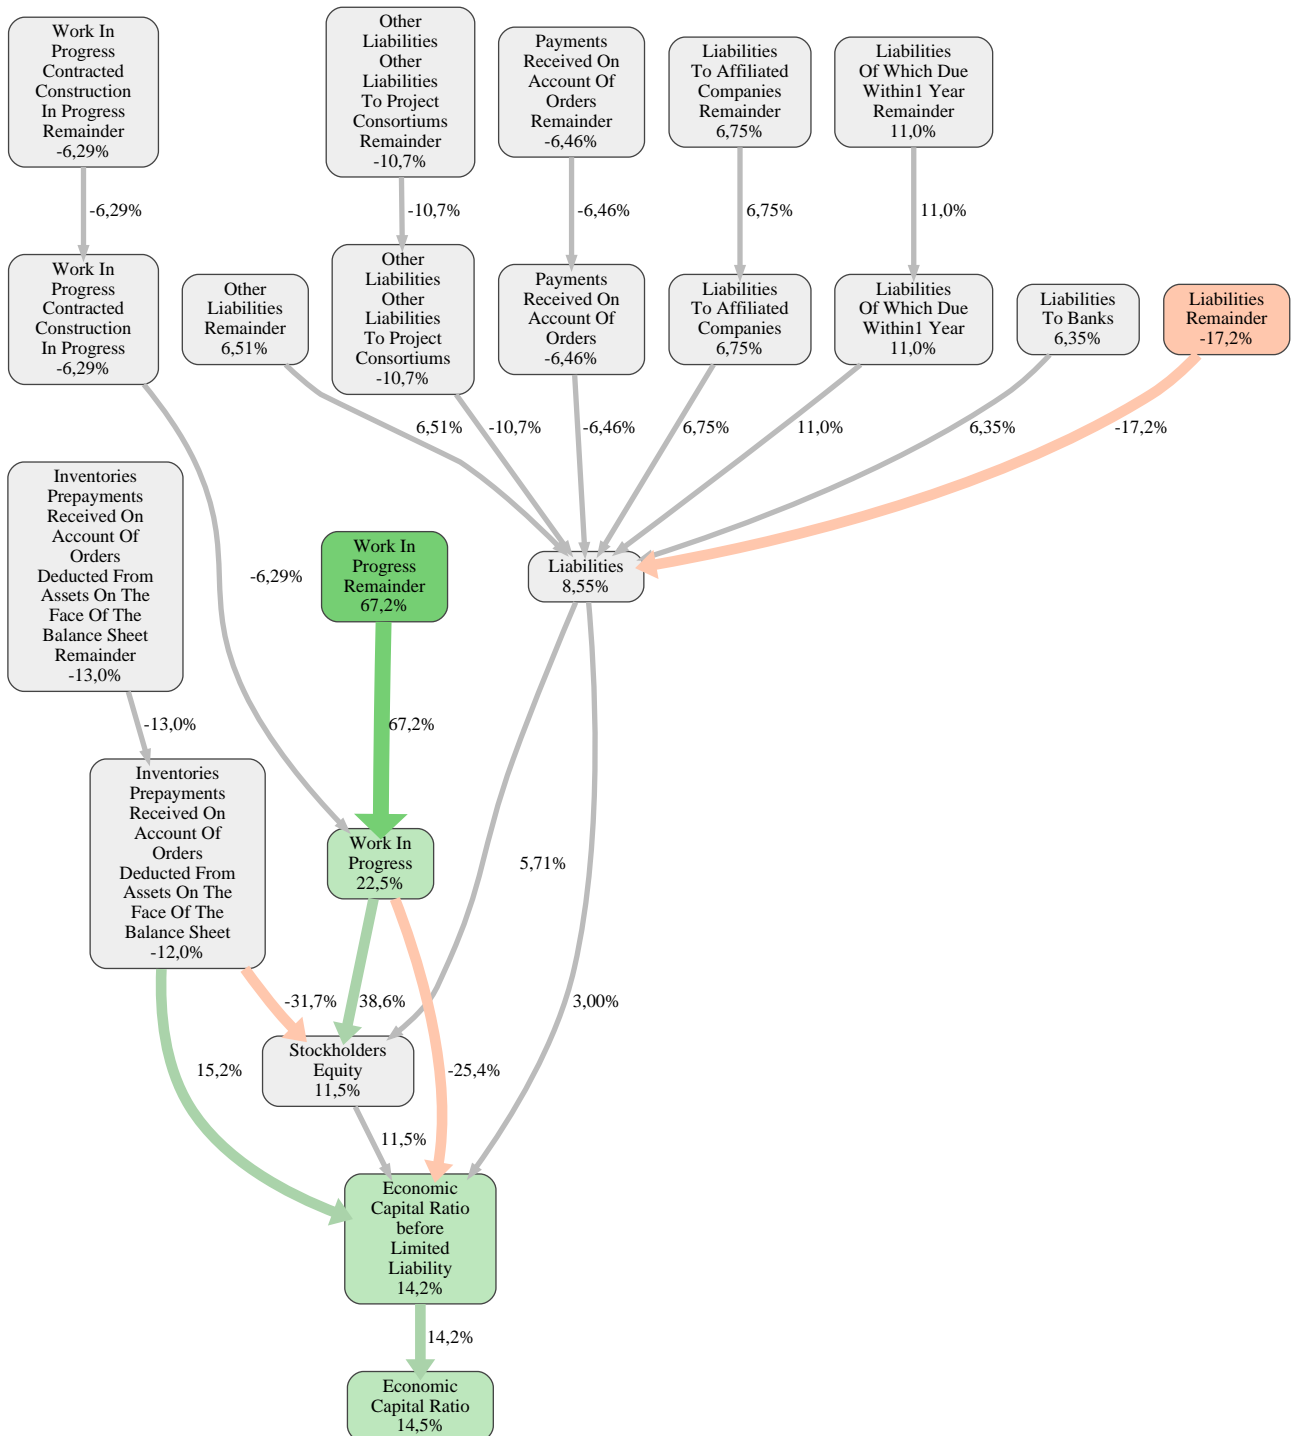 Work In
Progress
Contracted
Construction
In Progress
Remainder
-6,29%
Other
Liabilities
Other
Liabilities
To Project
Consortiums
Remainder
-10,7%
Payments
Received On
Account Of
Orders
Remainder
-6,46%
Liabilities
To Affiliated
Companies
Remainder
6,75%
Liabilities
Of Which Due
Within1 Year
Remainder
11,0%
-6,29%
-10,7%
-6,46%
6,75%
11,0%
Work In
Progress
Contracted
Construction
In Progress
-6,29%
Other
Liabilities
Remainder
6,51%
Other
Liabilities
Other
Liabilities
To Project
Consortiums
-10,7%
Payments
Received On
Account Of
Orders
-6,46%
Liabilities
To Affiliated
Companies
6,75%
Liabilities
Of Which Due
Within1 Year
11,0%
Liabilities
To Banks
6,35%
Liabilities
Remainder
-17,2%
6,51%
-10,7%
-6,46%
6,75%
11,0%
6,35%
-17,2%
Inventories
Prepayments
Received On
Account Of
Orders
Deducted From
Assets On The
Face Of The
Balance Sheet
Remainder
-13,0%
-6,29%
Work In
Progress
Remainder
67,2%
Liabilities
8,55%
-13,0%
67,2%
Inventories
Prepayments
Received On
Account Of
Orders
Deducted From
Assets On The
Face Of The
Balance Sheet
-12,0%
Work In
Progress
22,5%
5,71%
-31,7%
38,6%
3,00%
15,2%
Stockholders
Equity
11,5%
-25,4%
11,5%
Economic
Capital Ratio
before
Limited
Liability
14,2%
14,2%
Economic
Capital Ratio
14,5%